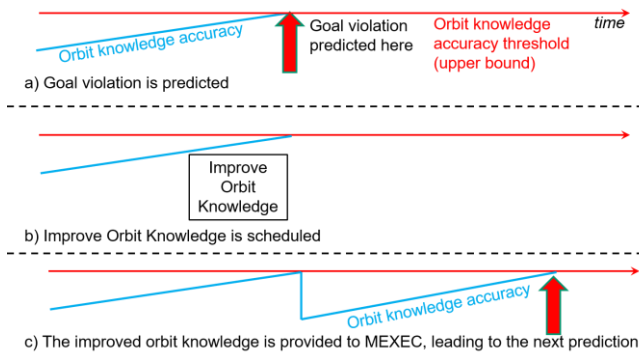 Orbit knowledge accuracy
Goal violation
predicted here
Orbit knowledge
accuracy threshold
(upper bound)
time
a) Goal violation is predicted
Improve
Orbit
Knowledge
b) Improve Orbit Knowledge is scheduled
Orbit knowledge accuracy
c) The improved orbit knowledge is provided to MEXEC, leading to the next prediction